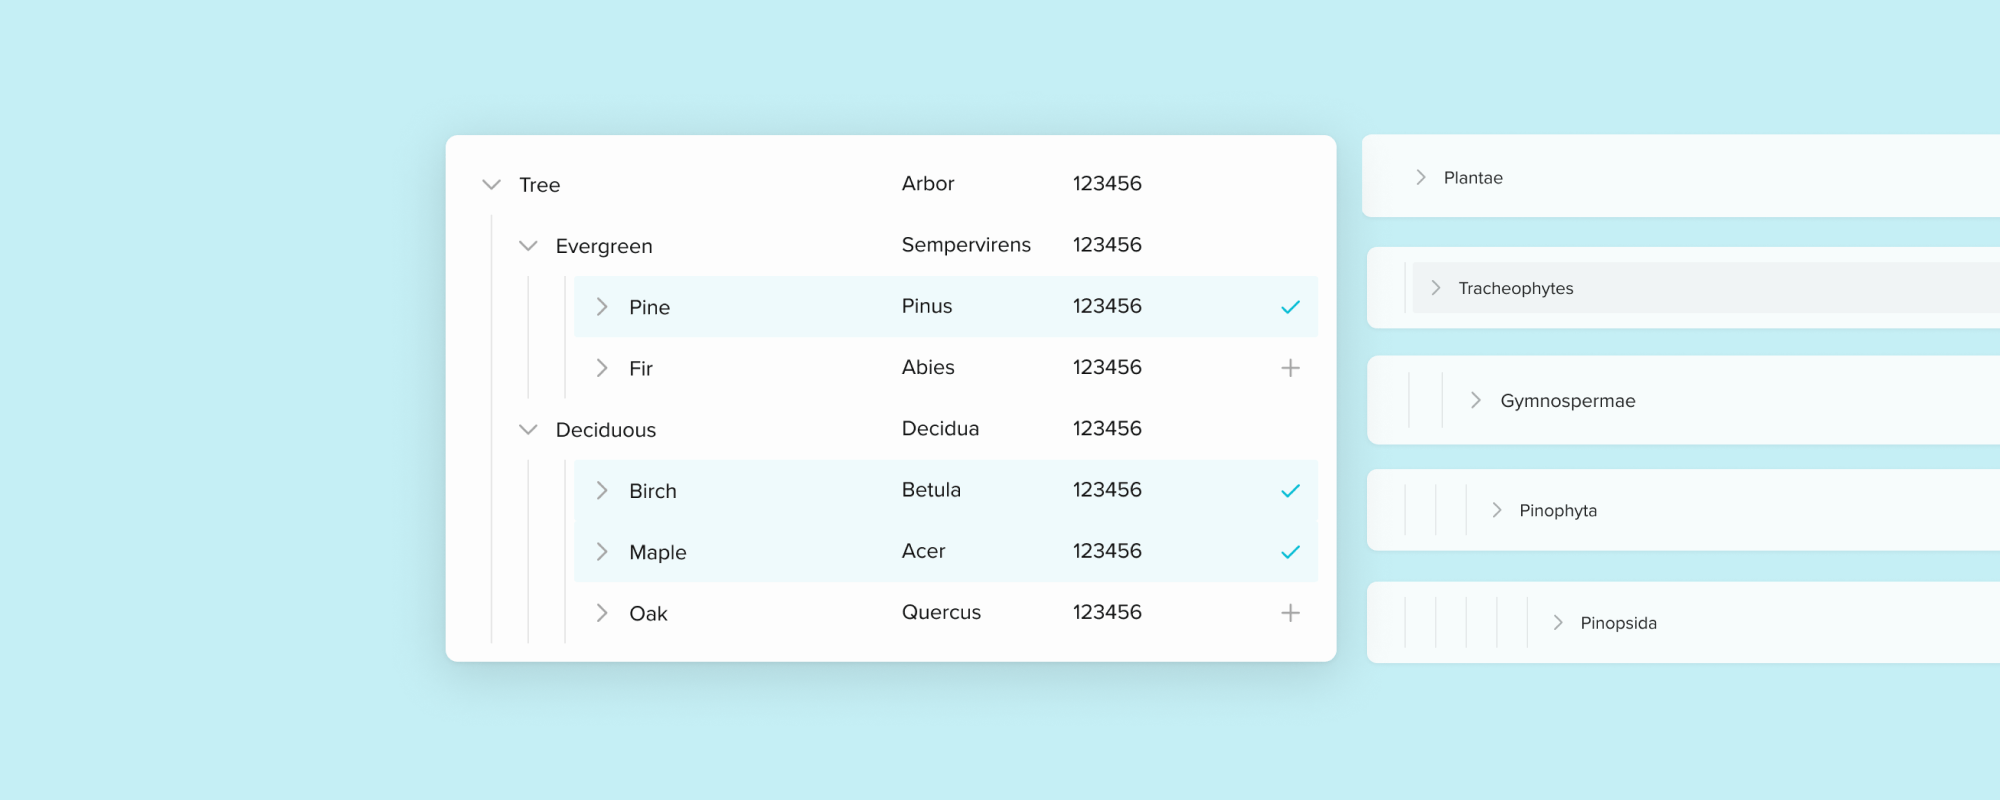 Tree Arbor 123456
Evergreen Sempervirens 123456
Pine Pinus 123456
Fir Abies 123456
Deciduous Decidua 123456
Birch Betula 123456
Maple Acer 123456
Oak Quercus 123456
Plantae
Tracheophytes
Gymnospermae
Pinophyta
Pinopsida